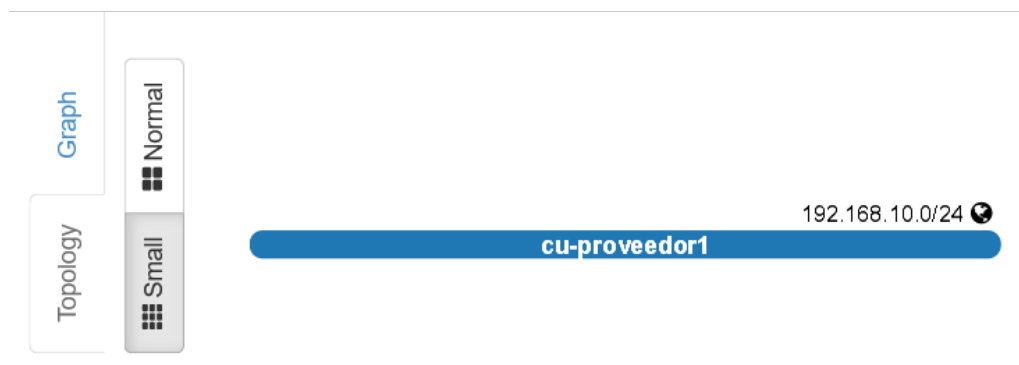 Topology
Graph
Small
Normal
192.168.10.0/24
cu-proveedor1